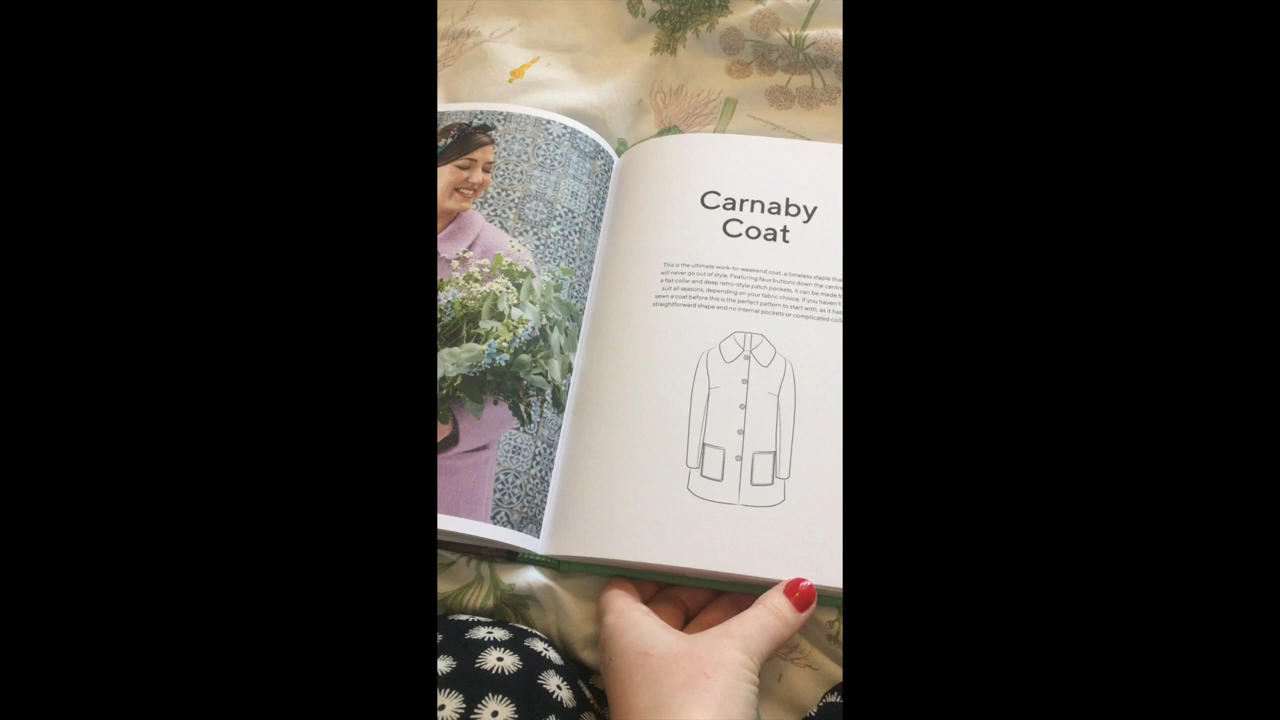 Carnaby
Coat
This is the ultimate work-to-weekend coat, a timeless staple that
will never go out of style. Featuring faux buttons down the centre
a flat collar and deep remo-style patch pockets, it can be made
suit all seasons, depending on your fabric choice. If you haven't
sewn a coat before this is the perfect pattern to start with, as it has
straightforward shape and no internal pockets or complicated